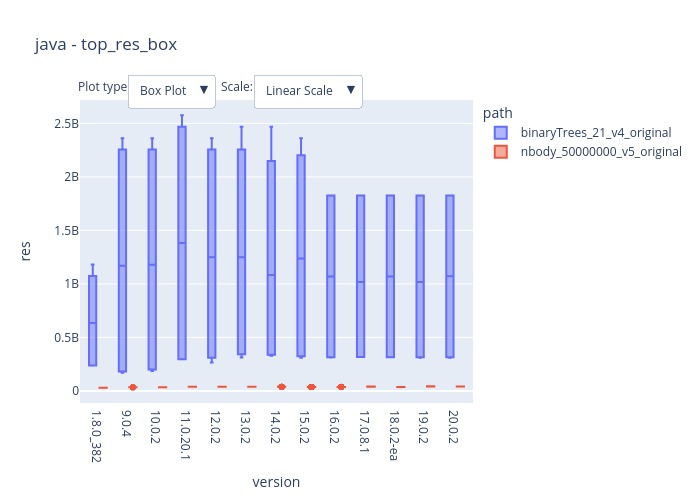 java - top_res_box
Plot type
Box Plot ▼
Scale:
Linear Scale ▼
path
binaryTrees_21_v4_original
nbody_50000000_v5_original
2.5B
2B
1.5B
1B
0.5B
0
res
1.8.0_382
9.0.4
10.0.2
11.0.20.1
12.0.2
13.0.2
14.0.2
15.0.2
16.0.2
17.0.8.1
18.0.2-ea
19.0.2
20.0.2
version